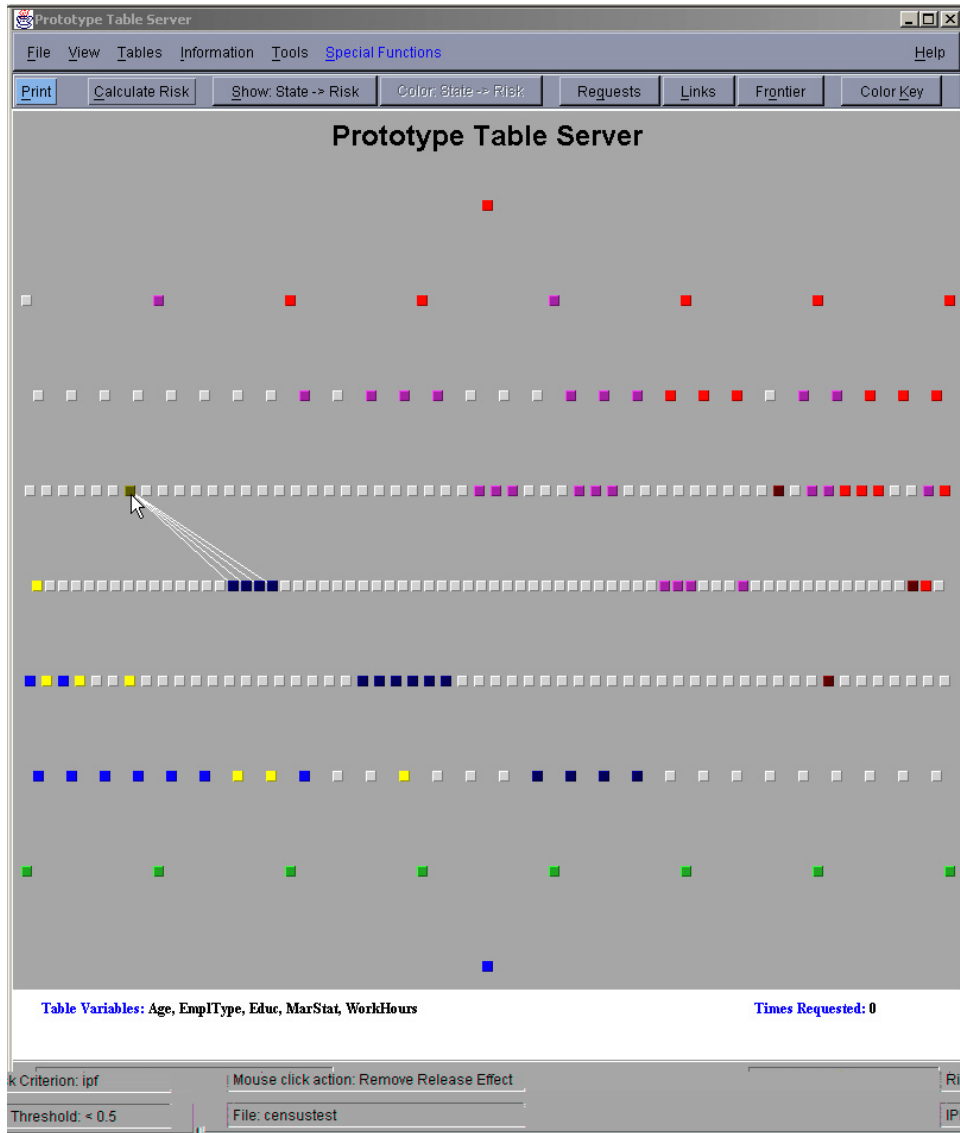 Prototype Table Server
File View Tables Information Tools Special Functions Help
Print Calculate Risk Show: State -> Risk Color: State -> Risk Requests Links Frontier Color Key
Prototype Table Server
Table Variables: Age, EmplType, Educ, MarStat, WorkHours Times Requested: 0
k Criterion: ipf Mouse click action: Remove Release Effect Ri
Threshold: < 0.5 File: censustest IP